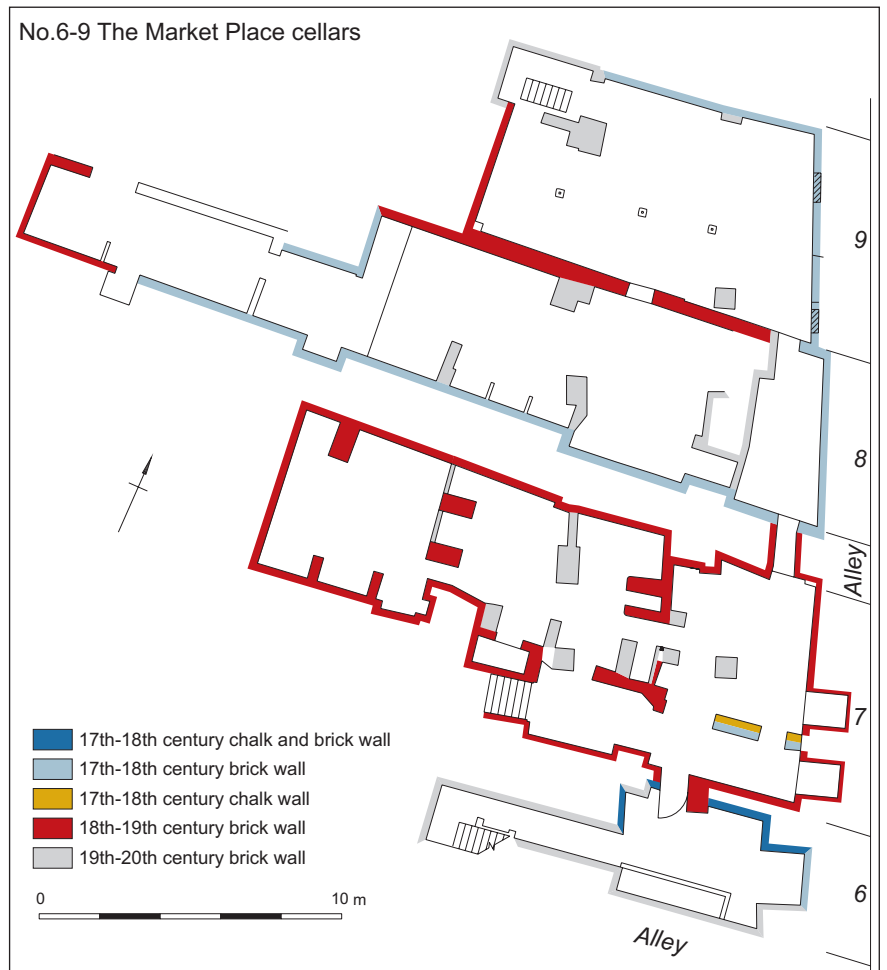 No.6-9 The Market Place cellars
9
8
Alley
7
17th-18th century chalk and brick wall
17th-18th century brick wall
17th-18th century chalk wall
18th-19th century brick wall
19th-20th century brick wall
6
0 10 m
Alley